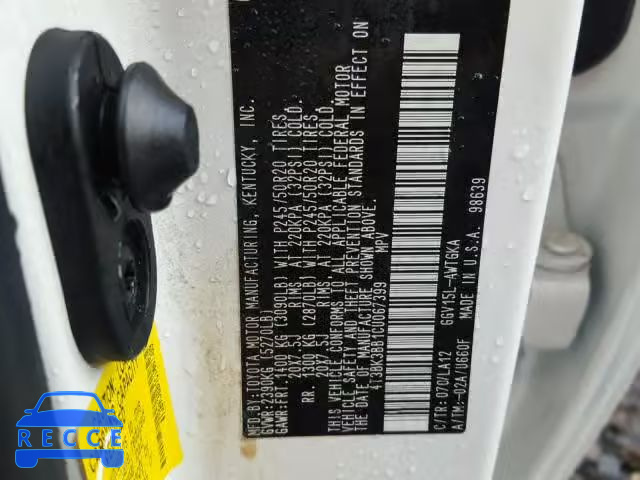 MFD.BY:TOYOTA MOTOR MANUFACTURING, KENTUCKY, INC.
GVWR:2390KG(5270LB)
GAWR:FRT.1400 KG (3090LB) WITH P245/50R20 TIRES
20X7.5J RIMS, AT 220KPA (32PSI) COLD.
RR. 1300 KG (2870LB) WITH P245/50R20 TIRES
20X7.5J RIMS, AT 220KPA (32PSI) COLD.
THIS VEHICLE CONFORMS TO ALL APPLICABLE FEDERAL MOTOR
VEHICLE SAFETY AND THEFT PREVENTION STANDARDS IN EFFECT ON
THE DATE OF MANUFACTURE SHOWN ABOVE.
4T3BK3BB1CU067399 MPV
C/TR:070/LA12 GGV15L-AWTGKA
A/TM:-02A/U660F MADE IN U.S.A. 98639
RECCE